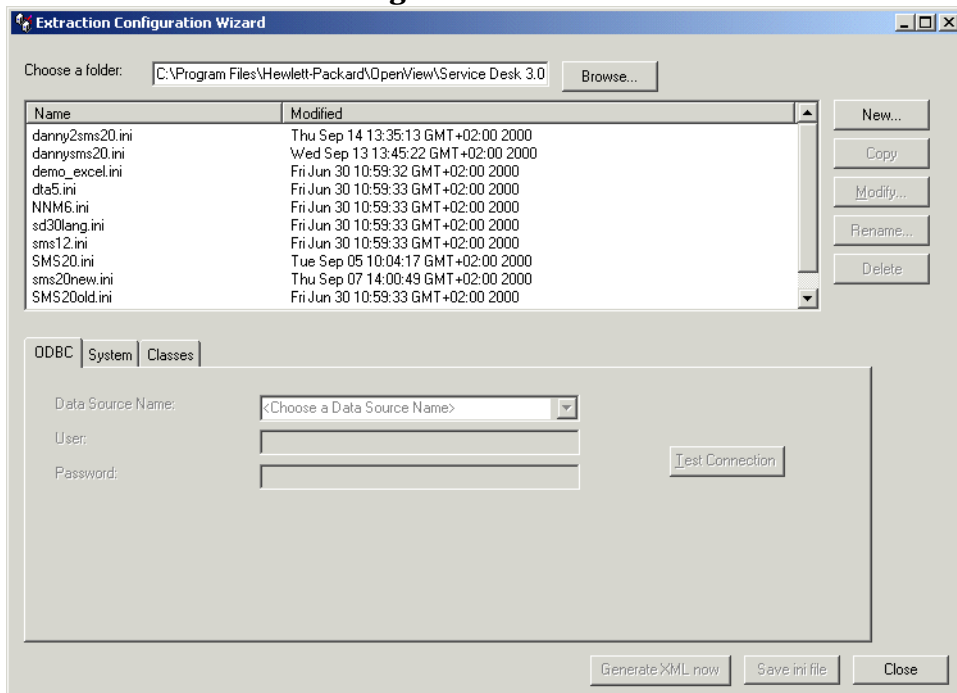 Extraction Configuration Wizard
Choose a folder: C:\Program Files\Hewlett-Packard\OpenView\Service Desk 3.0 Browse...
Name Modified
danny2sms20.ini Thu Sep 14 13:35:13 GMT+02:00 2000
dannysms20.ini Wed Sep 13 13:45:22 GMT+02:00 2000
demo_excel.ini Fri Jun 30 10:59:32 GMT+02:00 2000
dta5.ini Fri Jun 30 10:59:33 GMT+02:00 2000
NNM6.ini Fri Jun 30 10:59:33 GMT+02:00 2000
sd30lang.ini Fri Jun 30 10:59:33 GMT+02:00 2000
sms12.ini Fri Jun 30 10:59:33 GMT+02:00 2000
SMS20.ini Tue Sep 05 10:04:17 GMT+02:00 2000
sms20new.ini Thu Sep 07 14:00:49 GMT+02:00 2000
SMS20old.ini Fri Jun 30 10:59:33 GMT+02:00 2000
New...
Copy
Modify...
Rename...
Delete
ODBC System Classes
Data Source Name: <Choose a Data Source Name>
User:
Password:
Test Connection
Generate XML now Save ini file Close